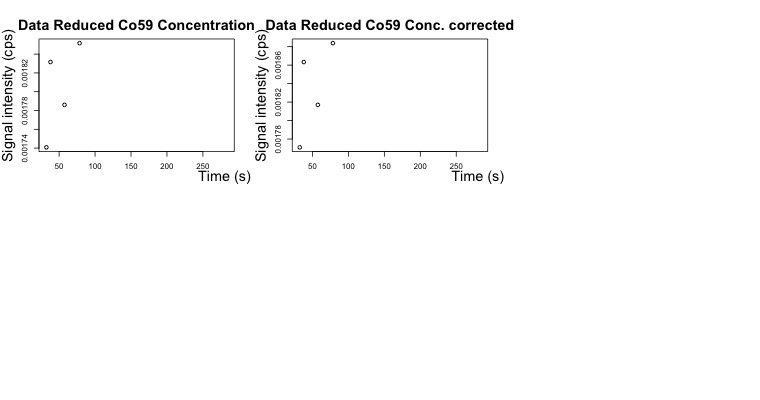 Data Reduced Co59 Concentration
Signal intensity (cps)
0.00174 0.00178 0.00182
50 100 150 200 250
Time (s)
Data Reduced Co59 Conc. corrected
Signal intensity (cps)
0.00178 0.00182 0.00186
50 100 150 200 250
Time (s)